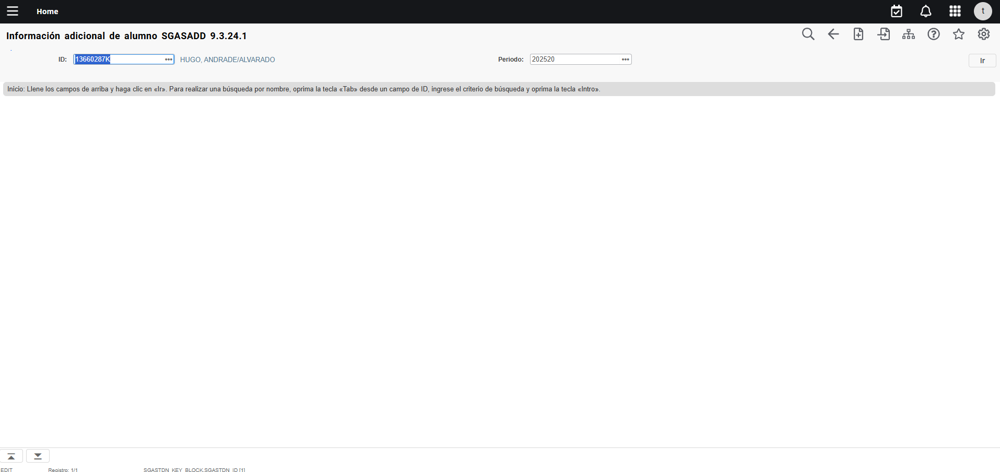 Home
t
Información adicional de alumno SGASADD 9.3.24.1
ID: 13660287K ••• HUGO, ANDRADE/ALVARADO Periodo: 202520 •••
Ir
Inicio: Llene los campos de arriba y haga clic en «Ir». Para realizar una búsqueda por nombre, oprima la tecla «Tab» desde un campo de ID, ingrese el criterio de búsqueda y oprima la tecla «Intro».
EDIT Registro: 1/1 SGASTDN_KEY_BLOCK.SGASTDN_ID [1]